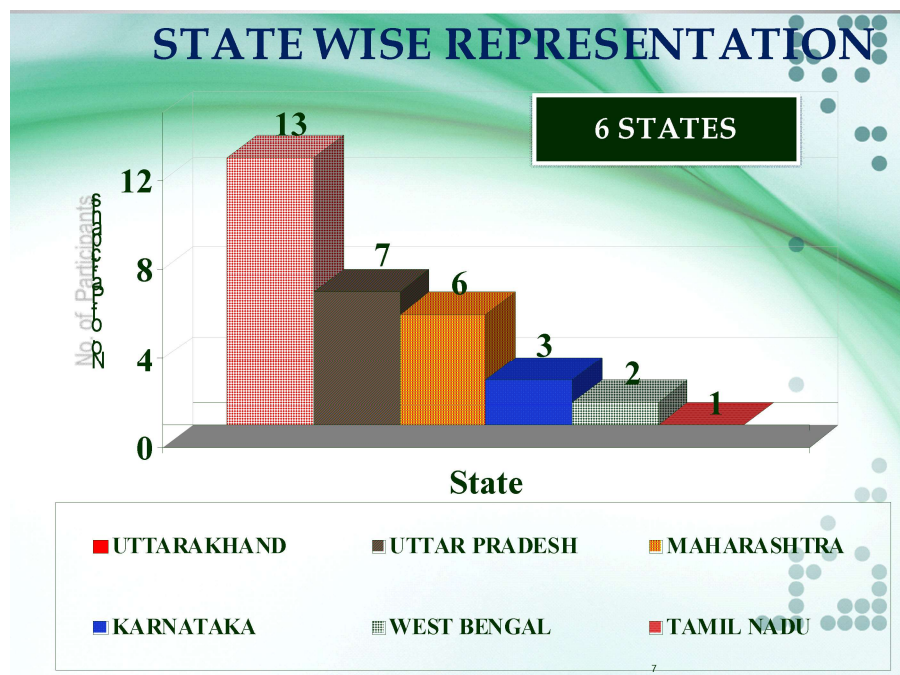 STATE WISE REPRESENTATION
6 STATES
13
7
6
3
2
1
12
8
4
0
No. of Participants
State
UTTARAKHAND
UTTAR PRADESH
MAHARASHTRA
KARNATAKA
WEST BENGAL
TAMIL NADU
7